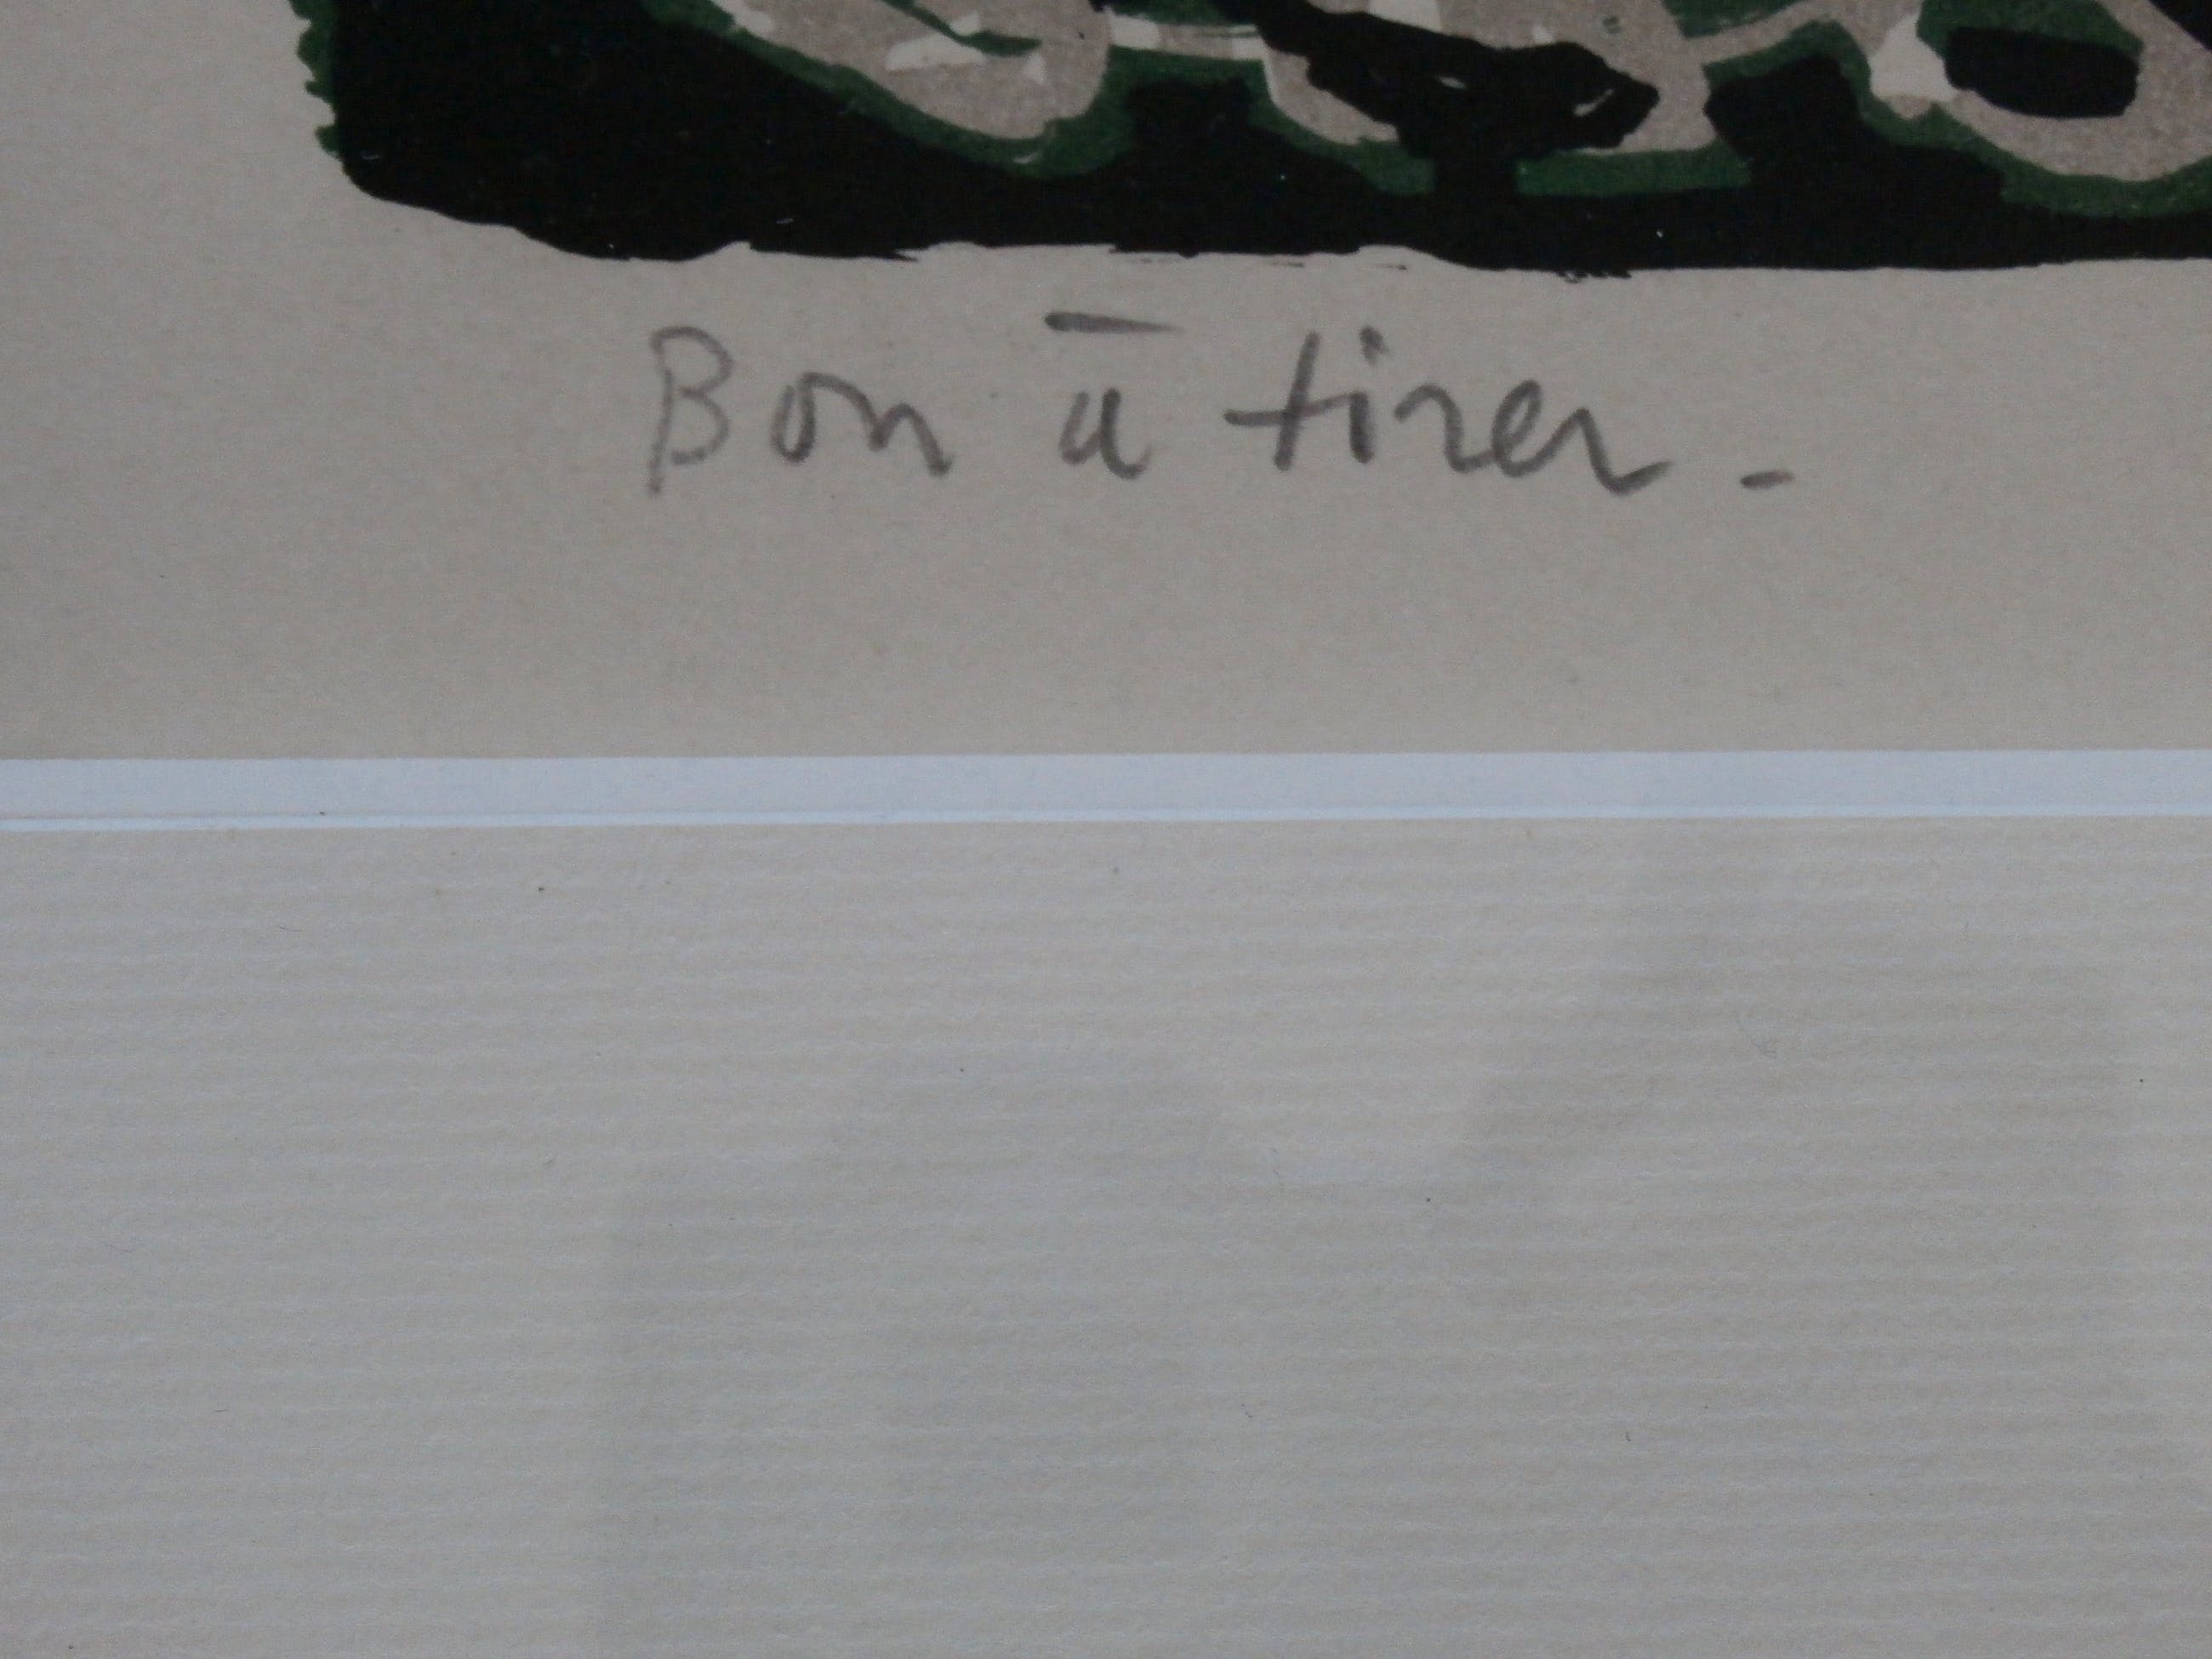 Bon à tirer -